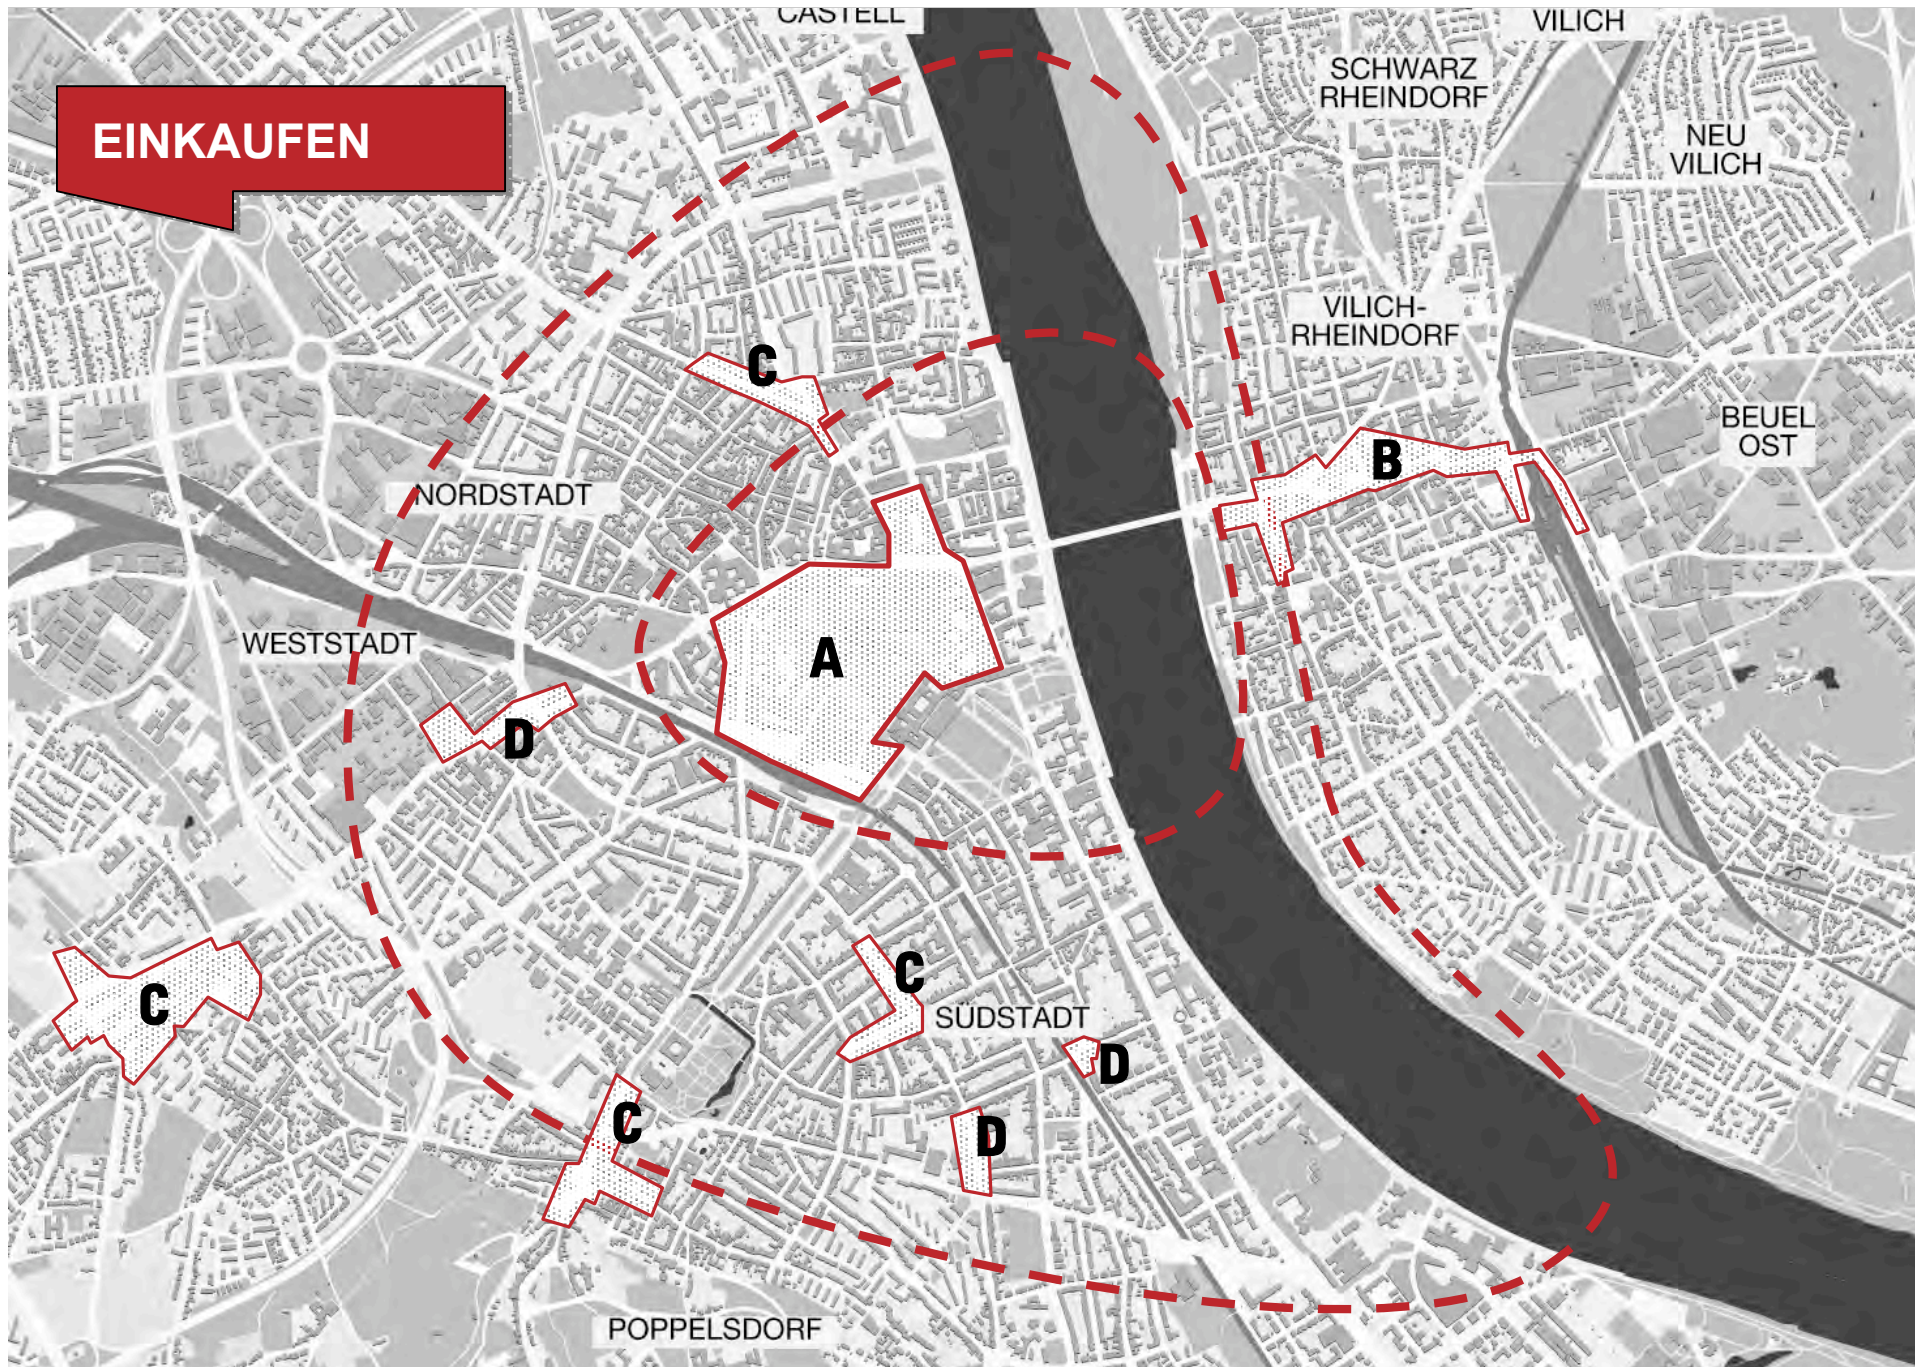 CASTELL
VILICH
EINKAUFEN
SCHWARZ
RHEINDORF
NEU
VILICH
VILICH-
RHEINDORF
C
BEUEL
OST
B
NORDSTADT
WESTSTADT
A
D
C
C
SÜDSTADT
D
C
D
POPPELSDORF